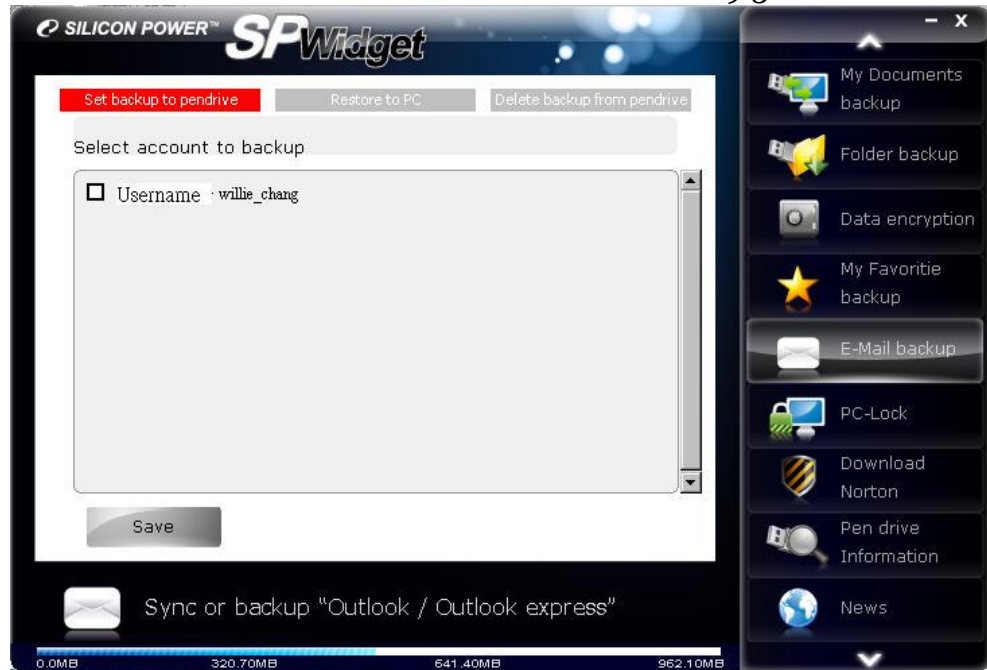 SILICON POWER™ SPWidget
- x
Set backup to pendrive
Restore to PC
Delete backup from pendrive
Select account to backup
Username : willie_chang
Save
Sync or backup "Outlook / Outlook express"
0.0MB 320.70MB 641.40MB 962.10MB
My Documents
backup
Folder backup
Data encryption
My Favoritie
backup
E-Mail backup
PC-Lock
Download
Norton
Pen drive
Information
News